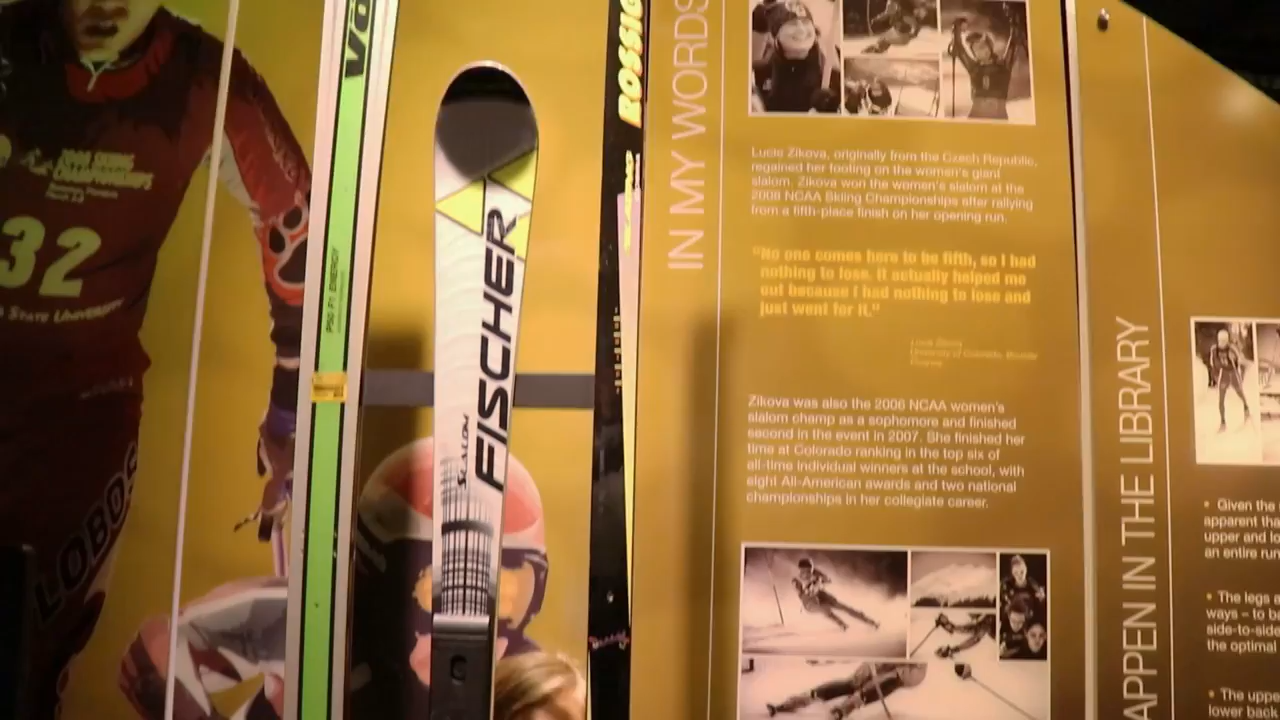 32
LOBOS
P50 F1 ENERGY
FISCHER
SLALOM
ROSSIG
IN MY WORDS
Lucie Zikova, originally from the Czech Republic,
regained her footing on the women's giant
slalom. Zikova won the women's slalom at the
2008 NCAA Skiing Championships after rallying
from a fifth-place finish on her opening run.
"No one comes here to be fifth, so I had
nothing to lose. It actually helped me
out because I had nothing to lose and
just went for it."
Zikova was also the 2006 NCAA women's
slalom champ as a sophomore and finished
second in the event in 2007. She finished her
time at Colorado ranking in the top six of
all-time individual winners at the school, with
eight All-American awards and two national
championships in her collegiate career.
APPEN IN THE LIBRARY
• Given the
apparent tha
upper and lo
an entire run
• The legs a
ways – to ba
side-to-side
the optimal
• The uppe
lower back